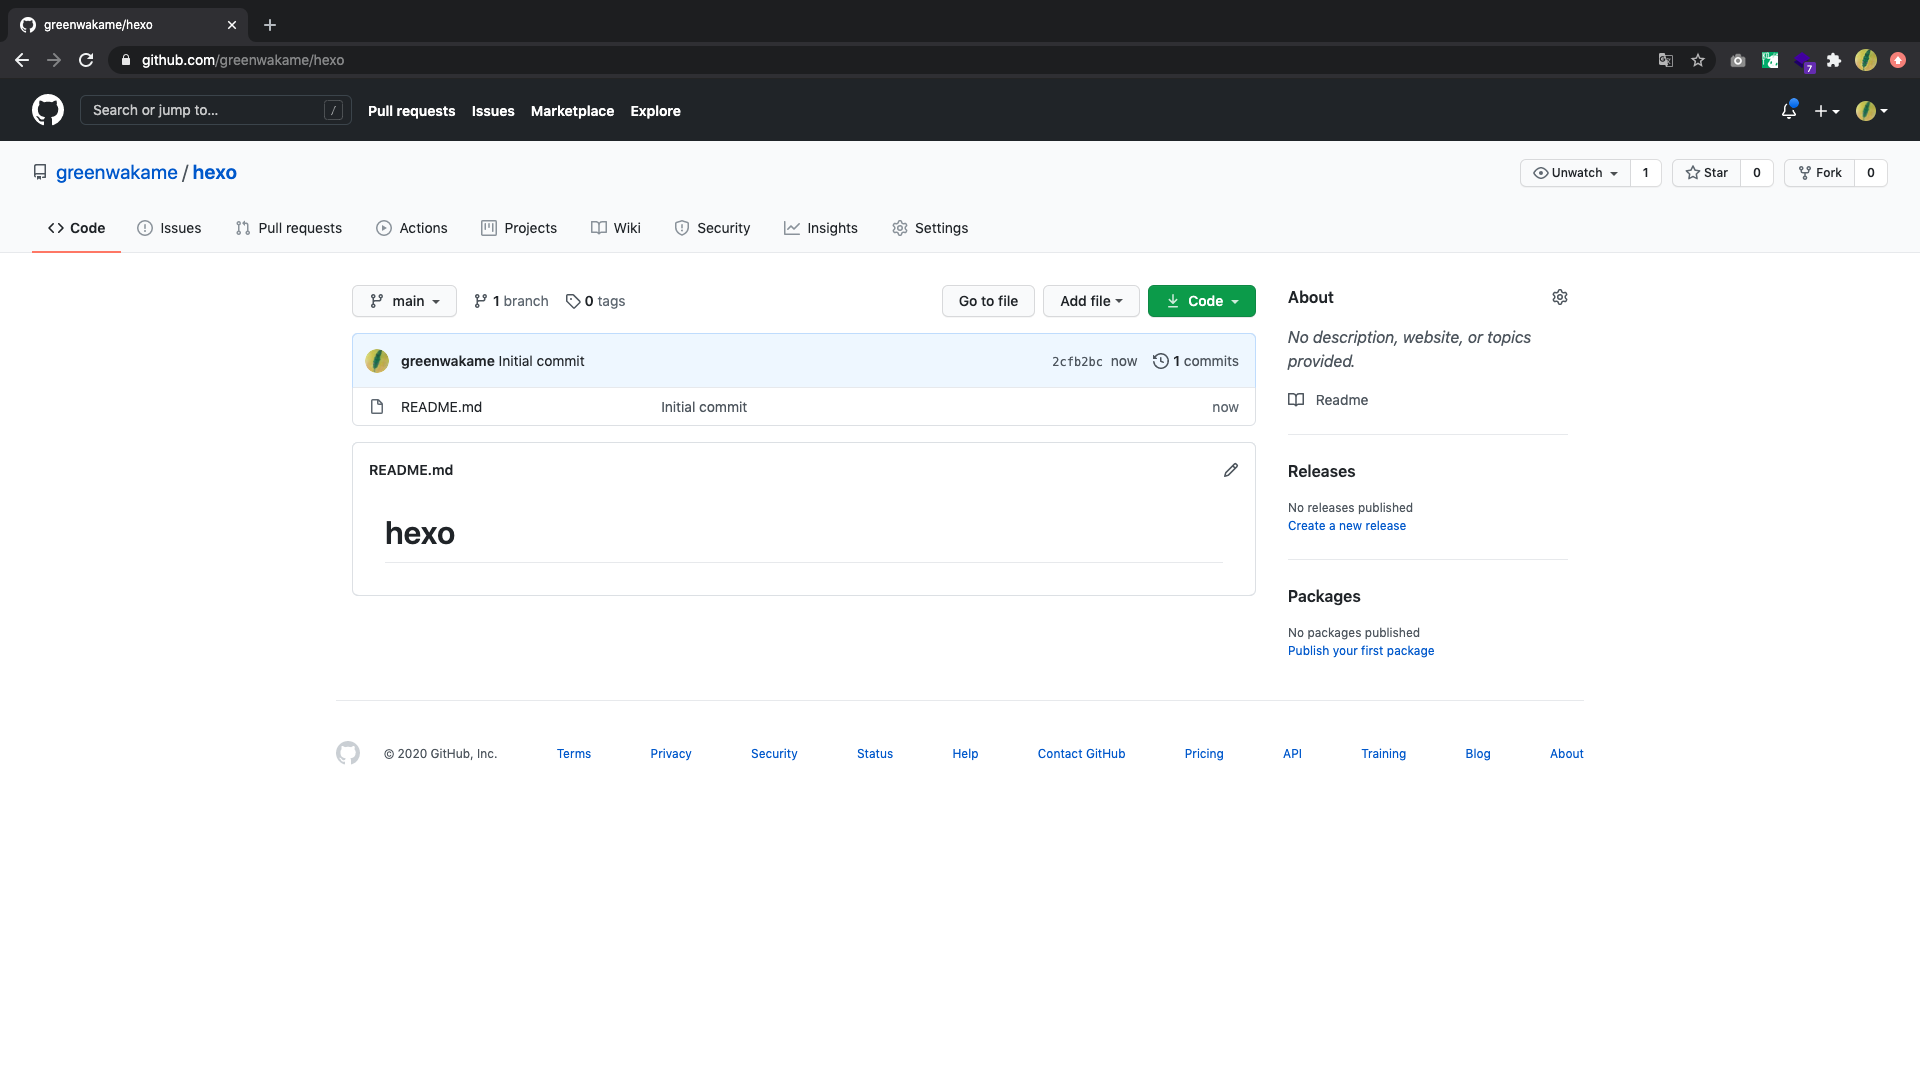 greenwakame/hexo
github.com/greenwakame/hexo
7
Search or jump to... /
Pull requests Issues Marketplace Explore
greenwakame / hexo
Unwatch 1 Star 0 Fork 0
Code Issues Pull requests Actions Projects Wiki Security Insights Settings
main 1 branch 0 tags Go to file Add file Code
greenwakame Initial commit 2cfb2bc now 1 commits
README.md Initial commit now
README.md
hexo
About
No description, website, or topics
provided.
Readme
Releases
No releases published
Create a new release
Packages
No packages published
Publish your first package
© 2020 GitHub, Inc. Terms Privacy Security Status Help Contact GitHub Pricing API Training Blog About